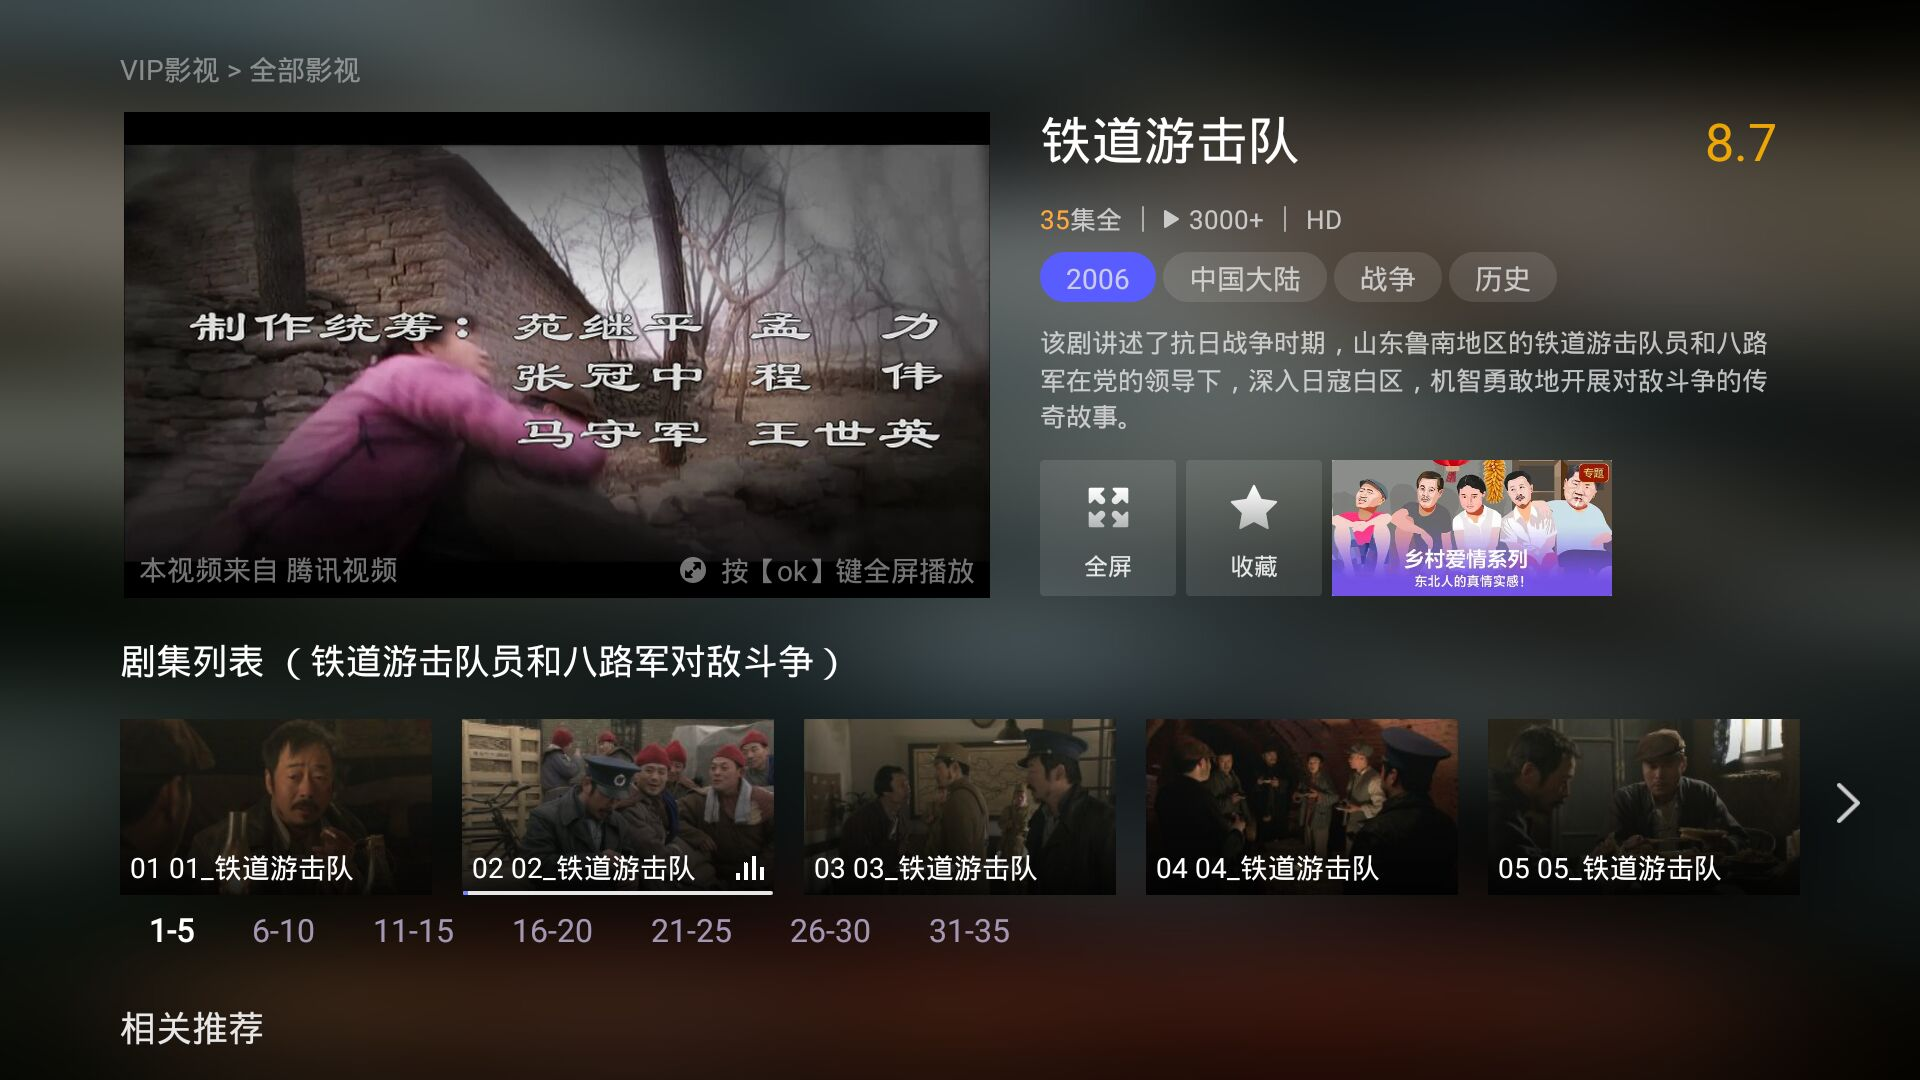 VIP影视 > 全部影视
制作统筹：苑继平 孟 力
张冠中 程 伟
马守军 王世英
本视频来自 腾讯视频
按【ok】键全屏播放
铁道游击队
8.7
35集全 | 3000+ | HD
2006 中国大陆 战争 历史
该剧讲述了抗日战争时期，山东鲁南地区的铁道游击队员和八路
军在党的领导下，深入日寇白区，机智勇敢地开展对敌斗争的传
奇故事。
全屏
收藏
专题
乡村爱情系列
东北人的真情实感！
剧集列表 （铁道游击队员和八路军对敌斗争）
01 01_铁道游击队
02 02_铁道游击队
03 03_铁道游击队
04 04_铁道游击队
05 05_铁道游击队
1-5 6-10 11-15 16-20 21-25 26-30 31-35
相关推荐